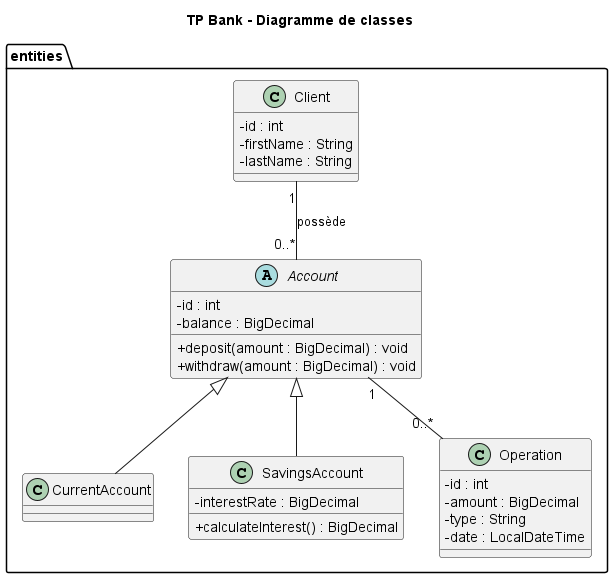 TP Bank - Diagramme de classes
entities
C Client
-id : int
-firstName : String
-lastName : String
1
possède
0..*
A Account
-id : int
-balance : BigDecimal
+deposit(amount : BigDecimal) : void
+withdraw(amount : BigDecimal) : void
1
0..*
C CurrentAccount
C SavingsAccount
-interestRate : BigDecimal
+calculateInterest() : BigDecimal
C Operation
-id : int
-amount : BigDecimal
-type : String
-date : LocalDateTime